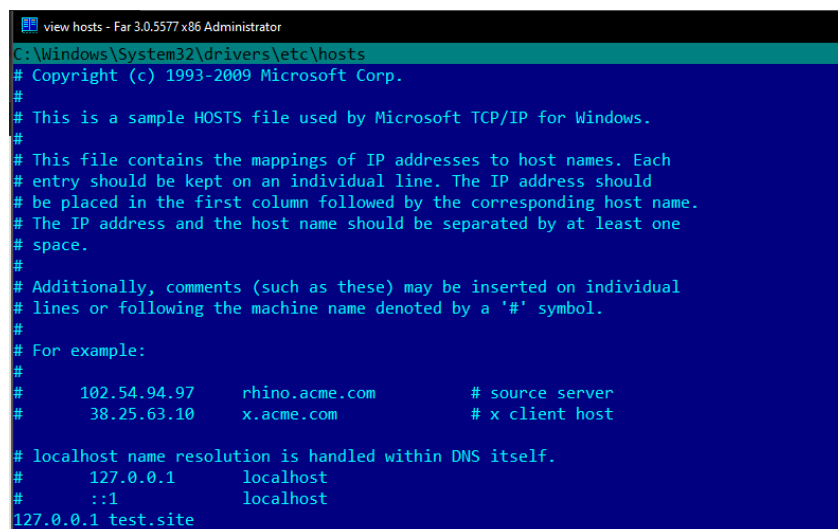 view hosts - Far 3.0.5577 x86 Administrator
C:\Windows\System32\drivers\etc\hosts
# Copyright (c) 1993-2009 Microsoft Corp.
#
# This is a sample HOSTS file used by Microsoft TCP/IP for Windows.
#
# This file contains the mappings of IP addresses to host names. Each
# entry should be kept on an individual line. The IP address should
# be placed in the first column followed by the corresponding host name.
# The IP address and the host name should be separated by at least one
# space.
#
# Additionally, comments (such as these) may be inserted on individual
# lines or following the machine name denoted by a '#' symbol.
#
# For example:
#
#      102.54.94.97     rhino.acme.com          # source server
#       38.25.63.10     x.acme.com              # x client host

# localhost name resolution is handled within DNS itself.
#       127.0.0.1       localhost
#       ::1             localhost
127.0.0.1 test.site